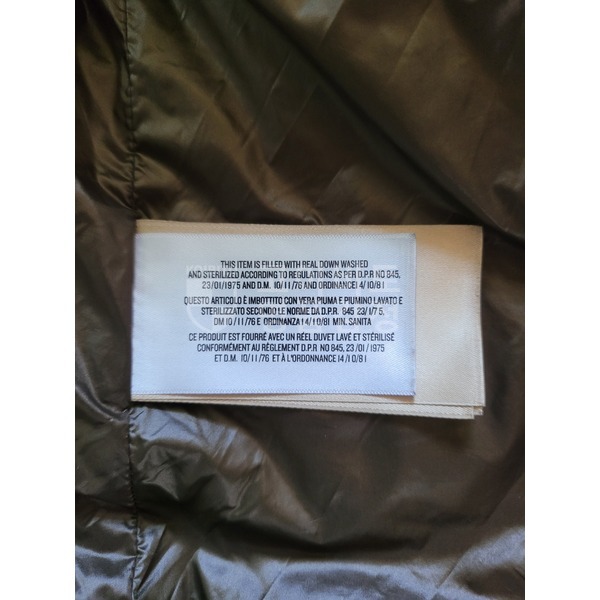 THIS ITEM IS FILLED WITH REAL DOWN WASHED
AND STERILIZED ACCORDING TO REGULATIONS AS PER D.P.R NO 845,
23/01/1975 AND D.M. 10/11/76 AND ORDINANCE 14/10/81
QUESTO ARTICOLO È IMBOTTITO CON VERA PIUMA E PIUMINO LAVATO E
STERILIZZATO SECONDO LE NORME DA D.P.R. 845 23/1/75,
DM 10/11/76 E ORDINANZA 14/10/81 MIN. SANITA
CE PRODUIT EST FOURRÉ AVEC UN RÉEL DUVET LAVÉ ET STÉRILISÉ
CONFORMÉMENT AU RÈGLEMENT D.P.R NO 845, 23/01/1975
ET D.M. 10/11/76 ET À L'ORDONNANCE 14/10/81